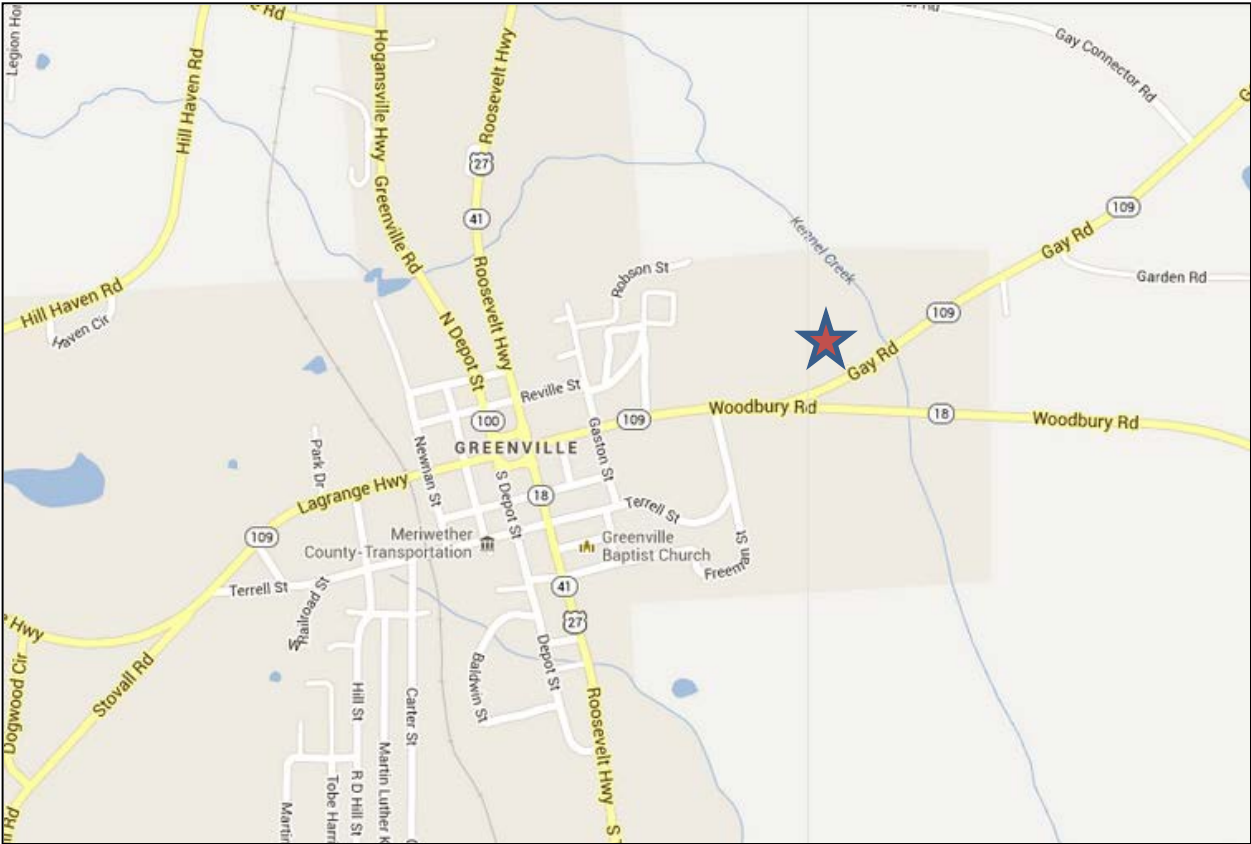 Legion
Hogansville Hwy
Roosevelt Hwy
Gay Connector Rd
Hill Haven Rd
27
41
109
Kennel Creek
Greenville Rd
Roosevelt Hwy
Gay Rd
Robson St
Garden Rd
Hill Haven Rd
Haven Cir
109
N Depot St
Gay Rd
Reville St
Woodbury Rd
100
109
18
Woodbury Rd
GREENVILLE
Gaston St
Park Dr
Newnan St
Lagrange Hwy
S Depot St
18
Terrell St
109
Meriwether
County-Transportation
Greenville
Baptist Church
Freeman St
Terrell St
41
W Railroad St
27
Hwy
Dogwood Cir
Stovall Rd
Baldwin St
Depot St
Hill St
Carter St
Roosevelt Hwy
Martin Luther K
R D Hill St
Tobe Harri
Martin
Rd